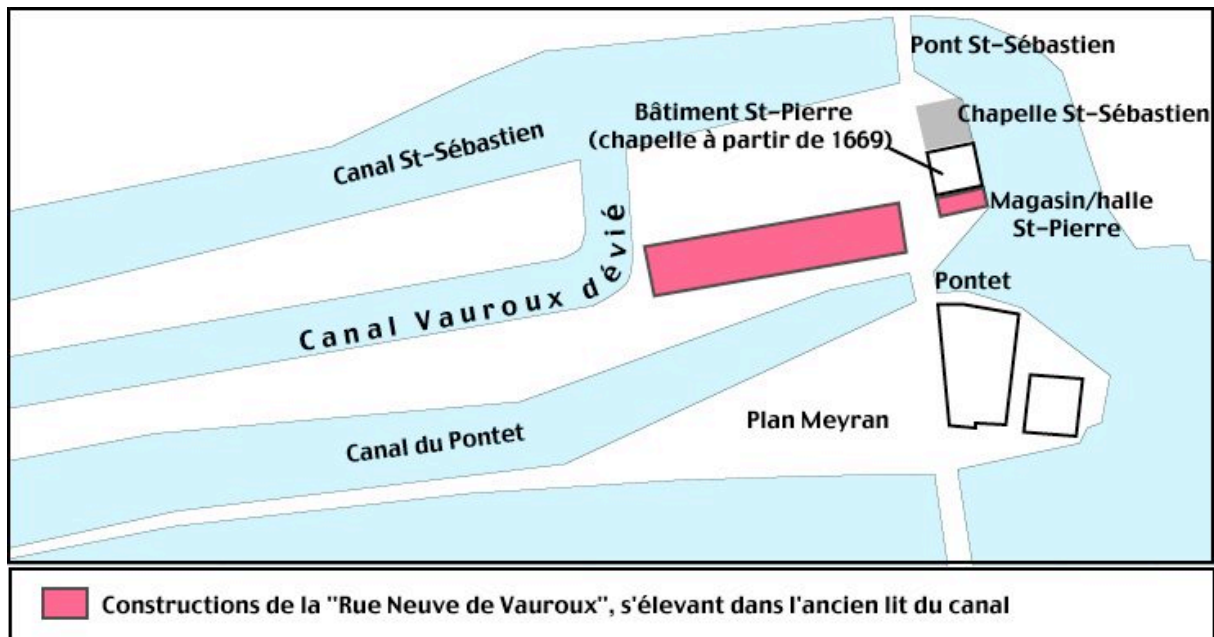 Pont St-Sébastien
Bâtiment St-Pierre
(chapelle à partir de 1669)
Chapelle St-Sébastien
Canal St-Sébastien
Magasin/halle
St-Pierre
Canal Vauroux dévié
Pontet
Plan Meyran
Canal du Pontet
Constructions de la "Rue Neuve de Vauroux", s'élevant dans l'ancien lit du canal